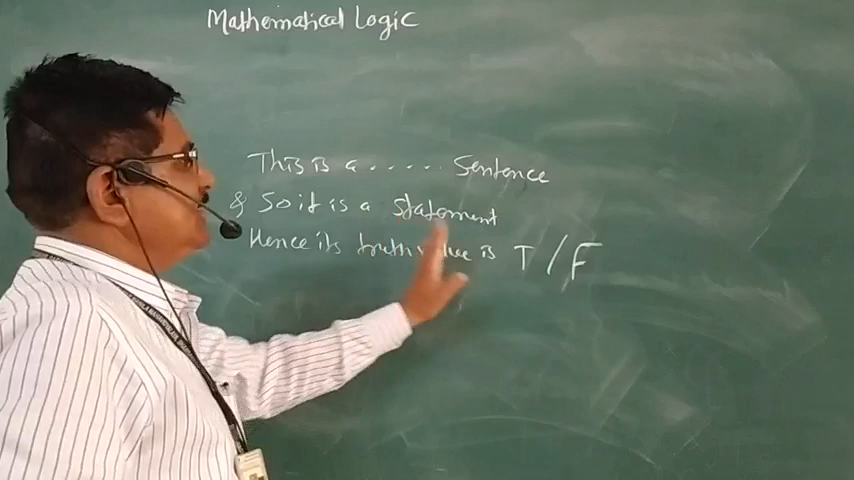 Mathematical Logic
This is a ...... Sentence
& So it is a statement
Hence its truth value is T/F